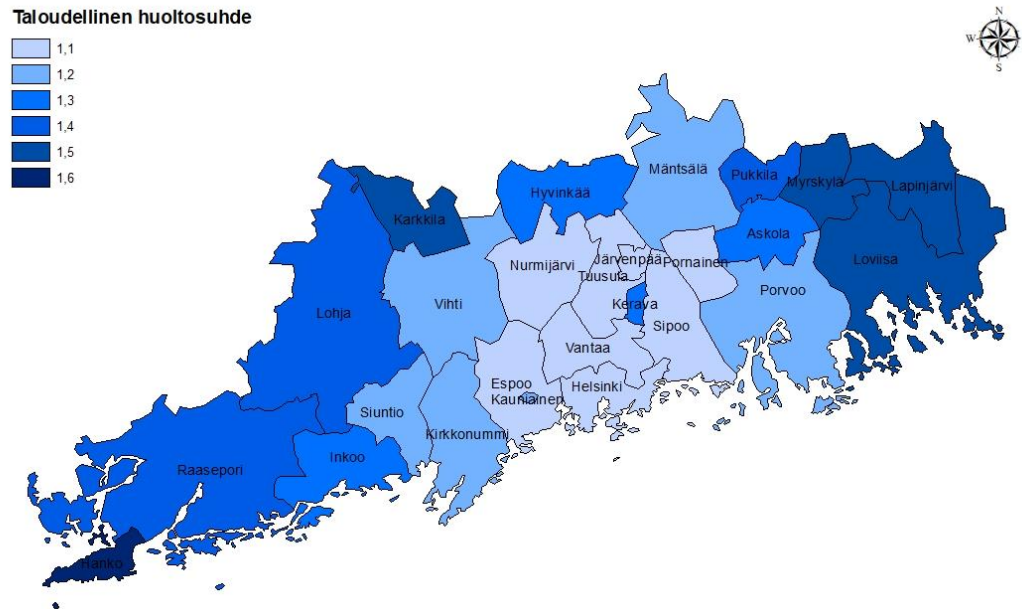 Taloudellinen huoltosuhde
1,1
1,2
1,3
1,4
1,5
1,6
N
W
S
Mäntsälä
Pukkila
Myrskylä
Lapinjärvi
Hyvinkää
Karkkila
Askola
Nurmijärvi
Järvenpää
Pornainen
Tuusula
Loviisa
Porvoo
Vihti
Kerava
Lohja
Sipoo
Vantaa
Espoo
Helsinki
Kauniainen
Siuntio
Kirkkonummi
Inkoo
Raasepori
Hanko